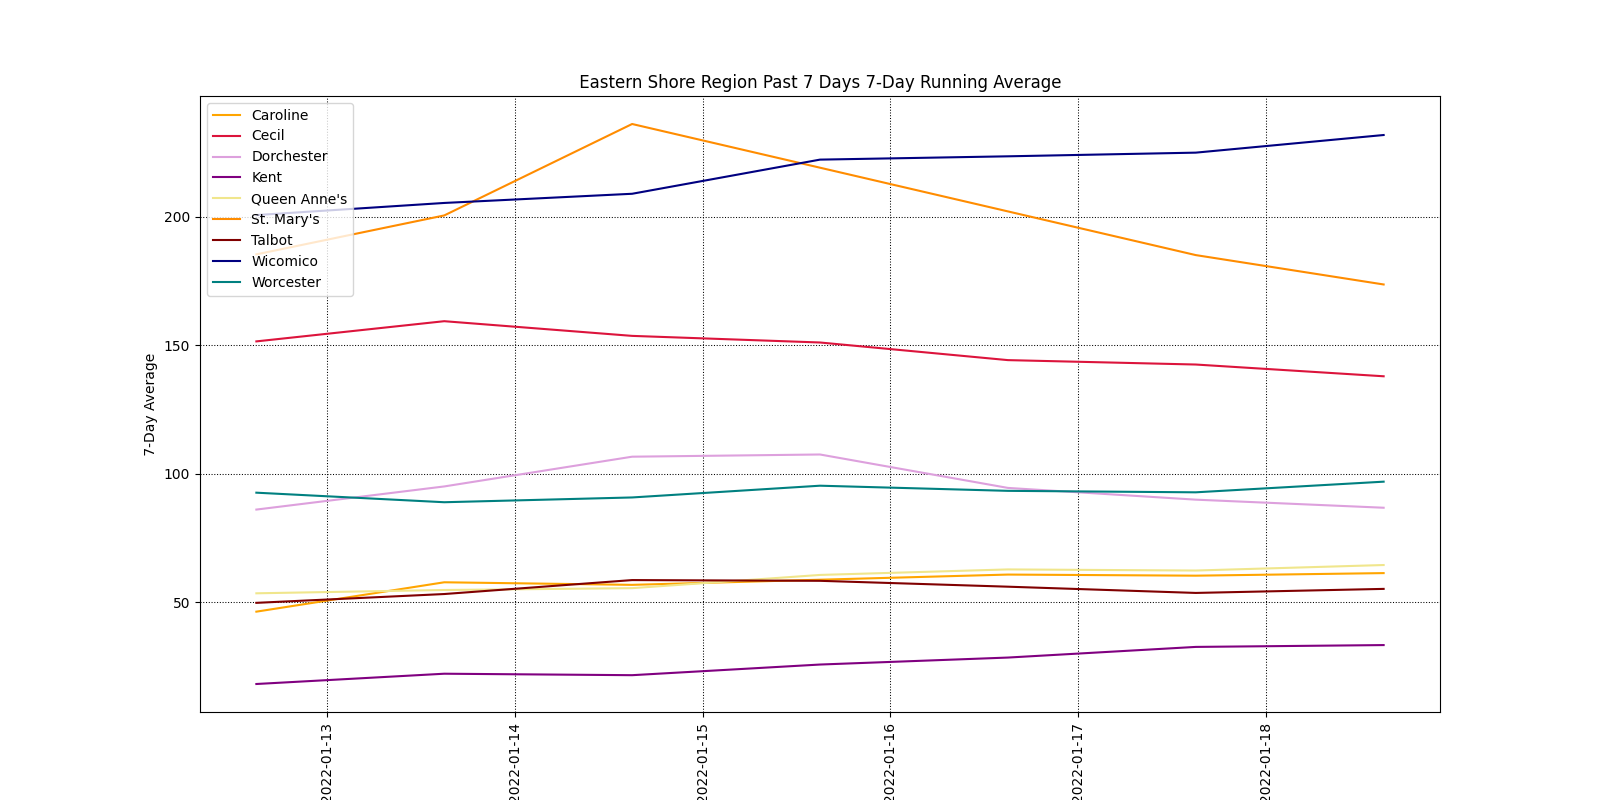 Eastern Shore Region Past 7 Days 7-Day Running Average
Caroline
Cecil
Dorchester
Kent
Queen Anne's
St. Mary's
Talbot
Wicomico
Worcester
7-Day Average
200
150
100
50
2022-01-13
2022-01-14
2022-01-15
2022-01-16
2022-01-17
2022-01-18